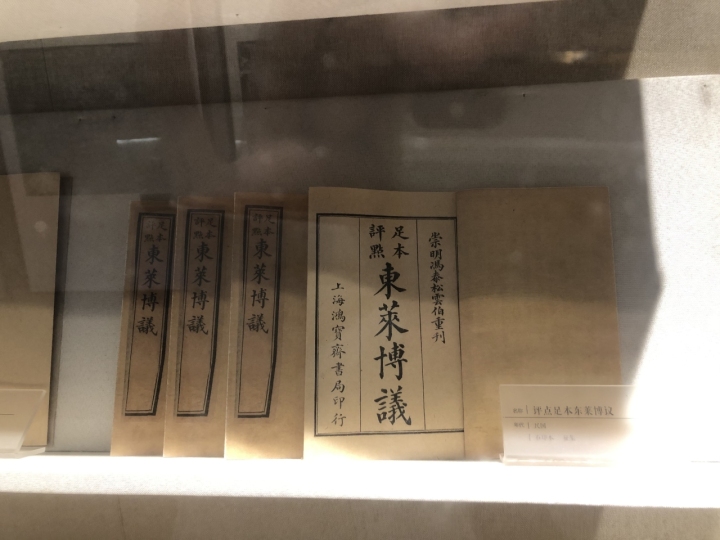 足本
評點
東萊博議
足本
評點
東萊博議
足本
評點
東萊博議
崇明馮泰松雲伯重刊
足本
評點
東萊博議
上海鴻寶齋書局印行
评点足本东莱博议
民国